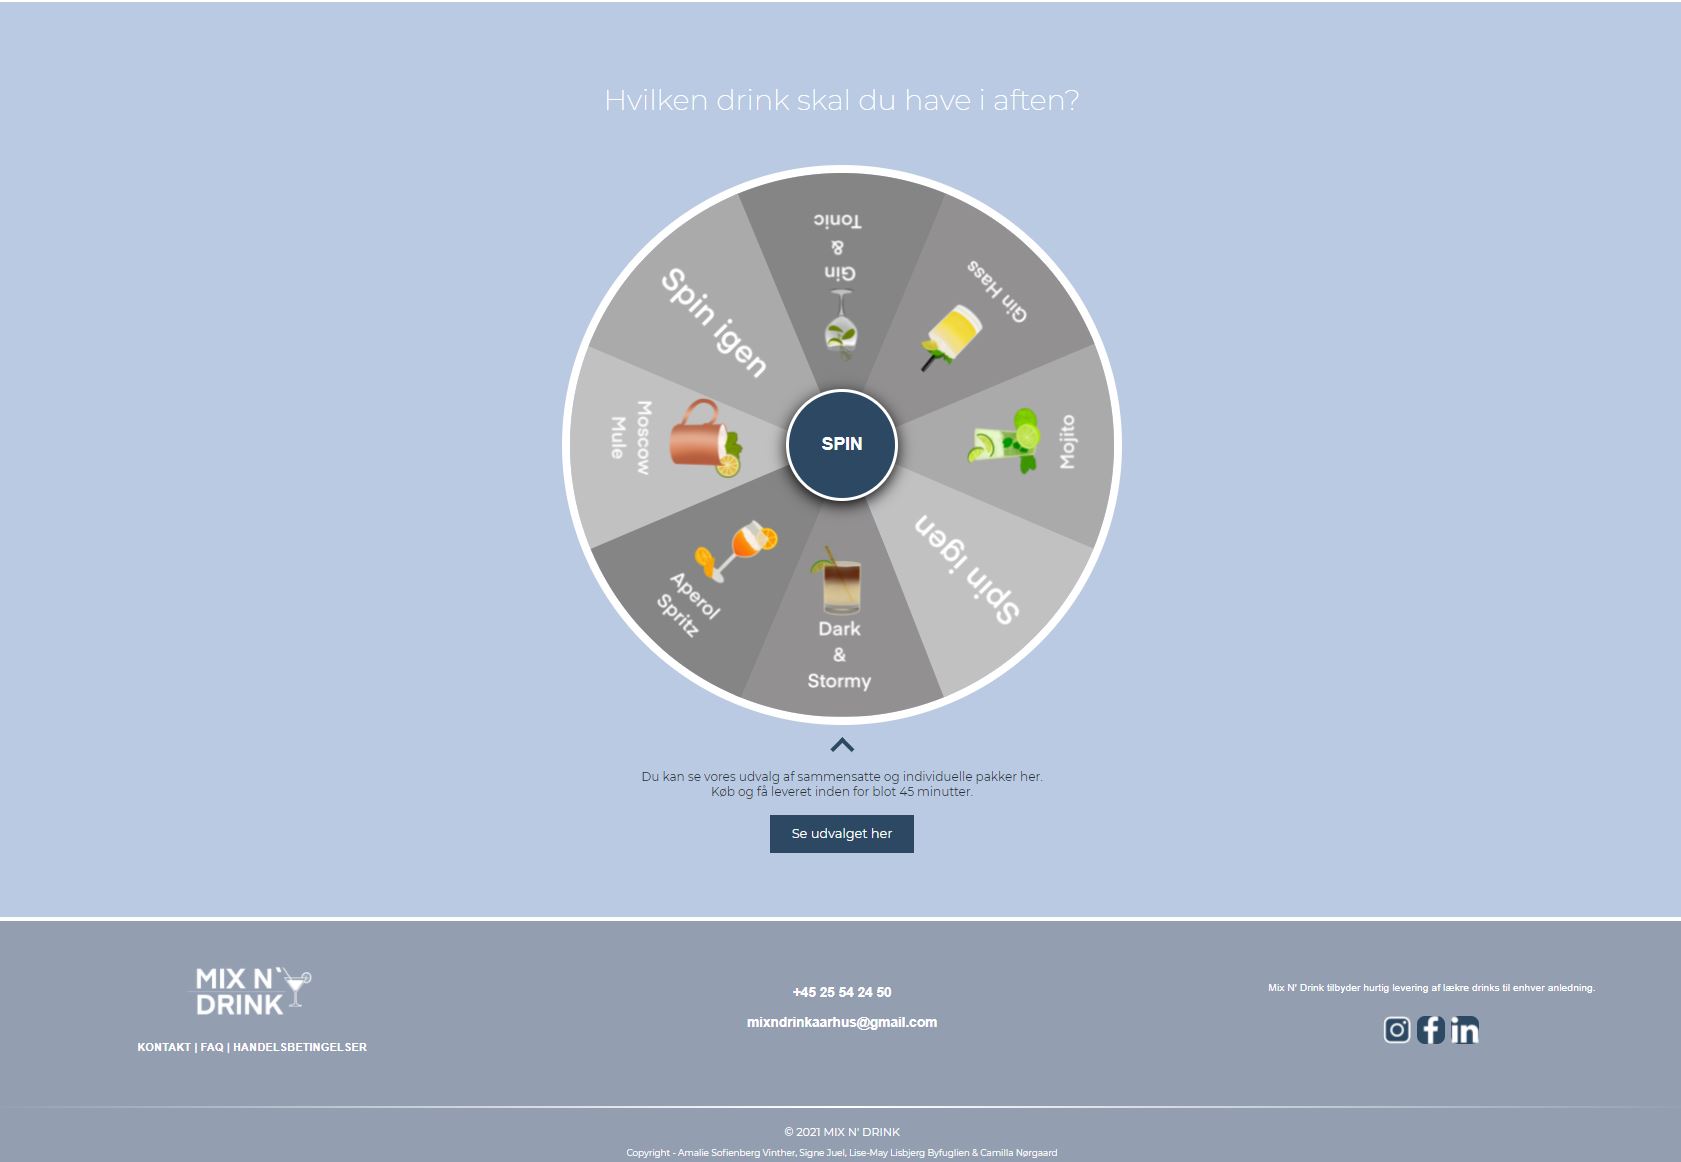 Hvilken drink skal du have i aften?
Gin
&
Tonic
Gin Hass
Mojito
Spin igen
Dark
&
Stormy
Aperol
Spritz
Moscow
Mule
Spin igen
SPIN
Du kan se vores udvalg af sammensatte og individuelle pakker her.
Køb og få leveret inden for blot 45 minutter.
Se udvalget her
MIX N'
DRINK
KONTAKT | FAQ | HANDELSBETINGELSER
+45 25 54 24 50
mixndrinkaarhus@gmail.com
Mix N' Drink tilbyder hurtig levering af lækre drinks til enhver anledning.
© 2021 MIX N' DRINK
Copyright - Amalie Sofienberg Vinther, Signe Juel, Lise-May Lisbjerg Byfuglien & Camilla Nørgaard